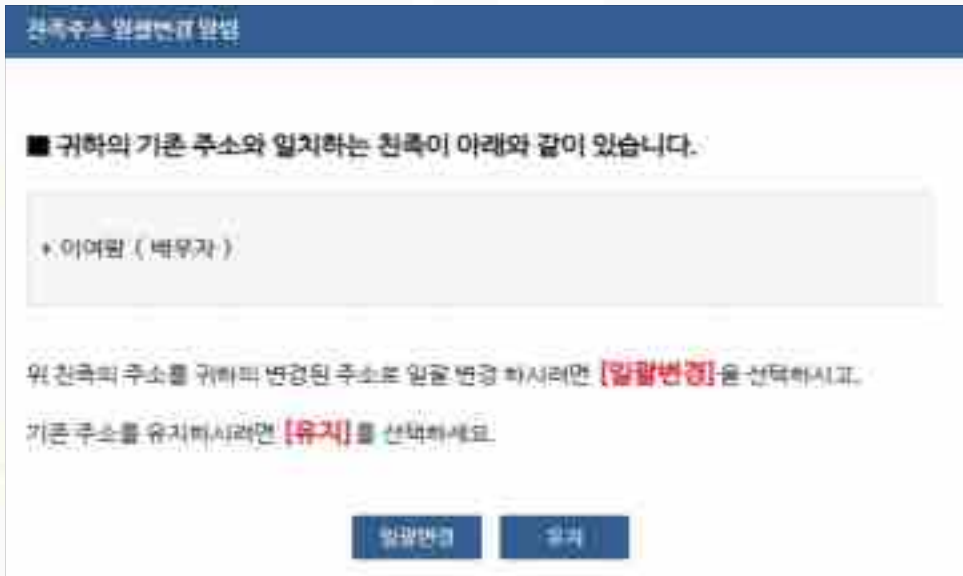 친족주소 일괄변경 알림
■ 귀하의 기존 주소와 일치하는 친족이 아래와 같이 있습니다.
+ 이여팔 ( 배우자 )
위 친족의 주소를 귀하의 변경된 주소로 일괄 변경 하시려면 [일괄변경]을 선택하시고,
기존 주소를 유지하시려면 [유지]를 선택하세요.
일괄변경 유지